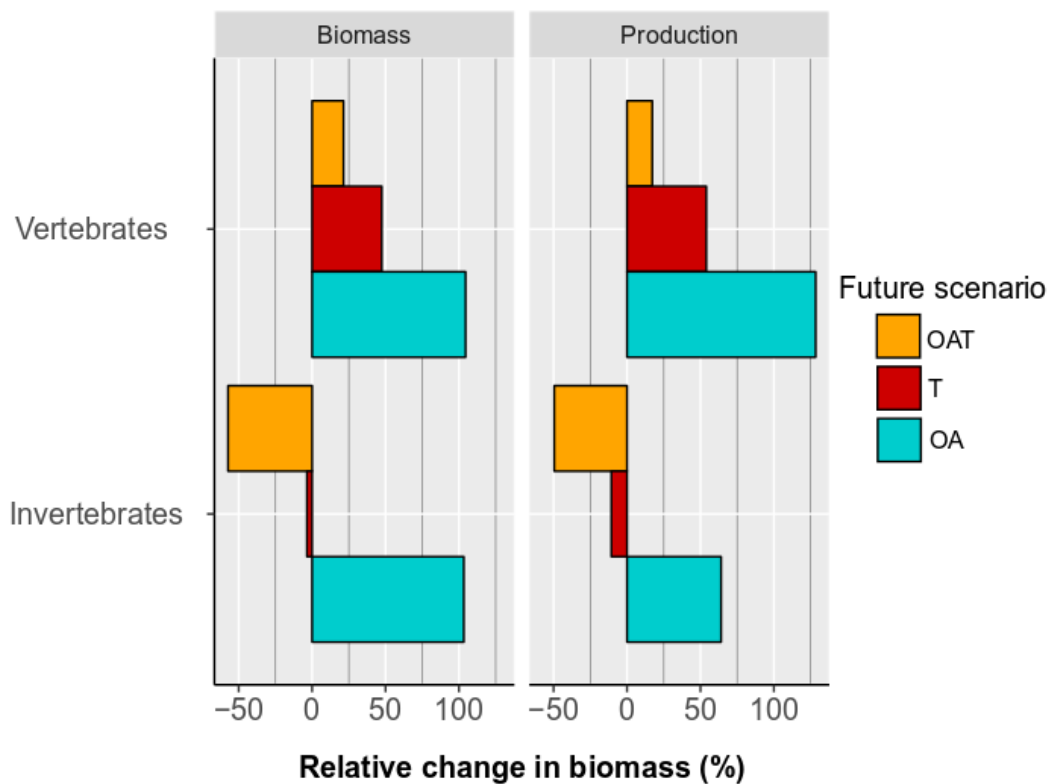 Biomass
Production
Vertebrates
Invertebrates
Future scenario
OAT
T
OA
−50 0 50 100
−50 0 50 100
Relative change in biomass (%)